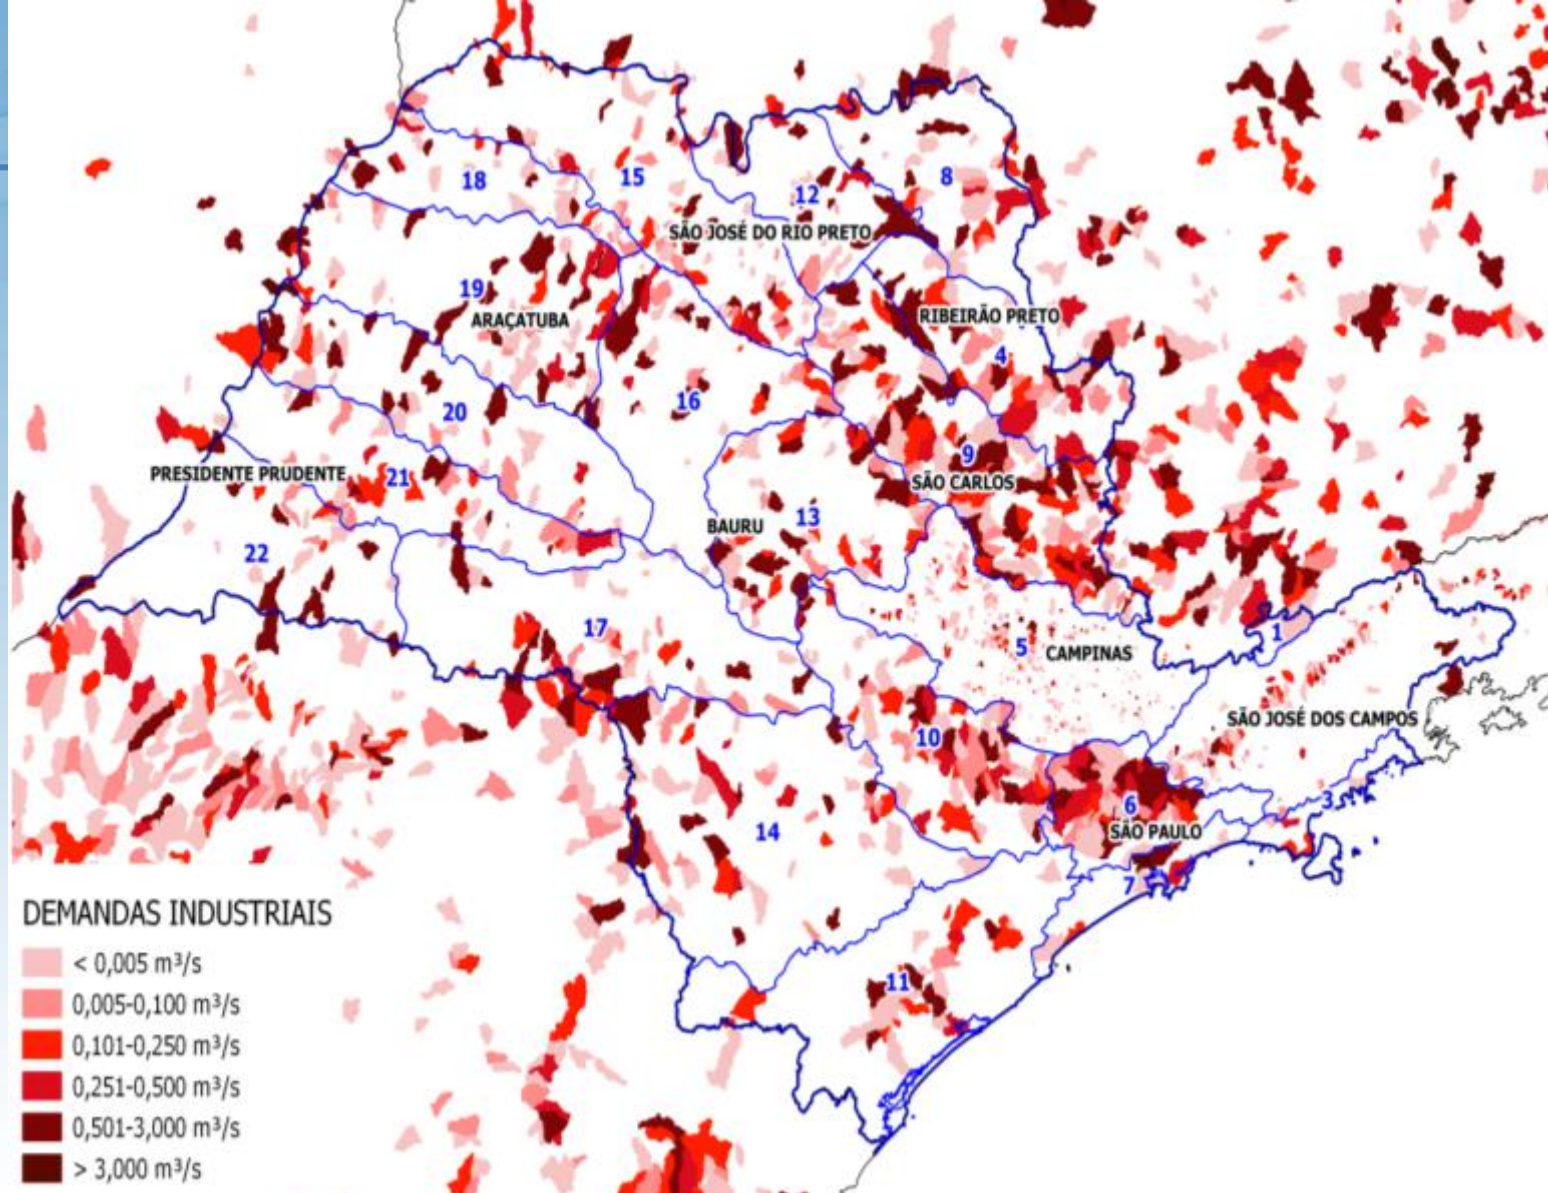 18
15
12
8
SÃO JOSÉ DO RIO PRETO
19
ARAÇATUBA
RIBEIRÃO PRETO
4
16
20
9
PRESIDENTE PRUDENTE
21
SÃO CARLOS
BAURU
13
22
17
1
5
CAMPINAS
SÃO JOSÉ DOS CAMPOS
10
6
3
SÃO PAULO
14
7
11
DEMANDAS INDUSTRIAIS
< 0,005 m³/s
0,005-0,100 m³/s
0,101-0,250 m³/s
0,251-0,500 m³/s
0,501-3,000 m³/s
> 3,000 m³/s